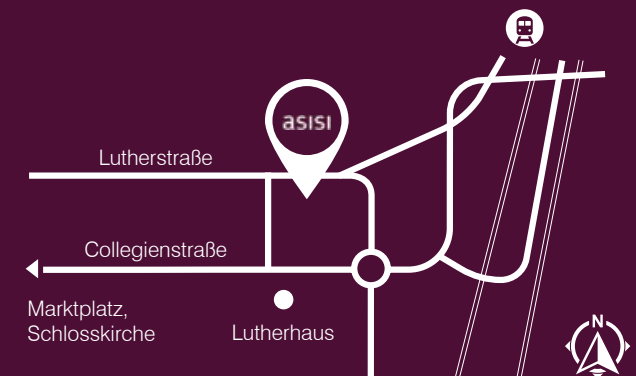 asisi
Lutherstraße
Collegienstraße
Marktplatz,
Schlosskirche
Lutherhaus
N